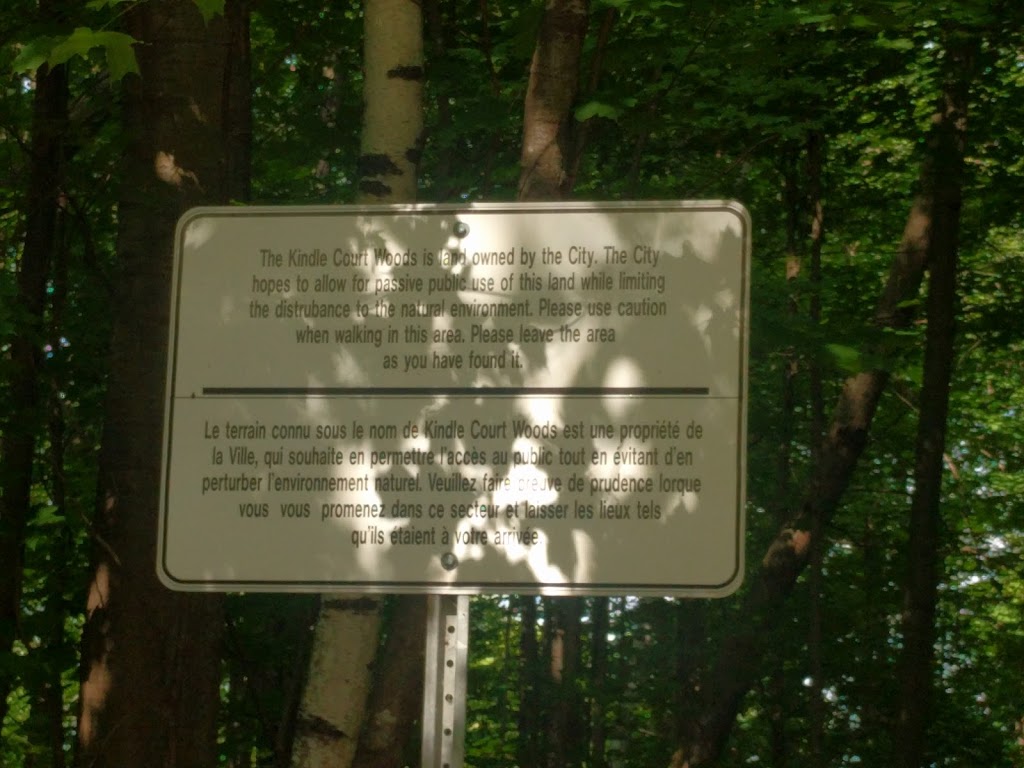 The Kindle Court Woods is land owned by the City. The City
hopes to allow for passive public use of this land while limiting
the distrubance to the natural environment. Please use caution
when walking in this area. Please leave the area
as you have found it.
Le terrain connu sous le nom de Kindle Court Woods est une propriété de
la Ville, qui souhaite en permettre l'accès au public tout en évitant d'en
perturber l'environnement naturel. Veuillez faire preuve de prudence lorque
vous vous promenez dans ce secteur et laisser les lieux tels
qu'ils étaient à votre arrivée.